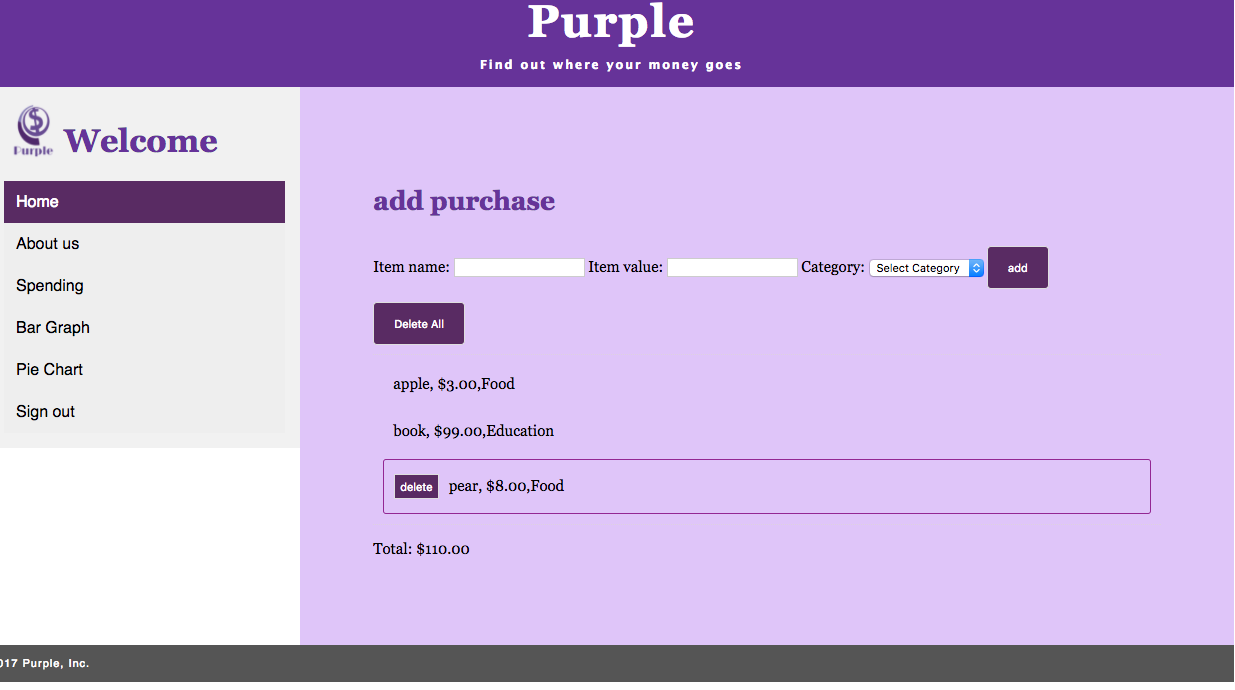 Purple
Find out where your money goes
Purple
Welcome
Home
About us
Spending
Bar Graph
Pie Chart
Sign out
add purchase
Item name: Item value: Category: Select Category add
Delete All
apple, $3.00,Food
book, $99.00,Education
delete pear, $8.00,Food
Total: $110.00
017 Purple, Inc.